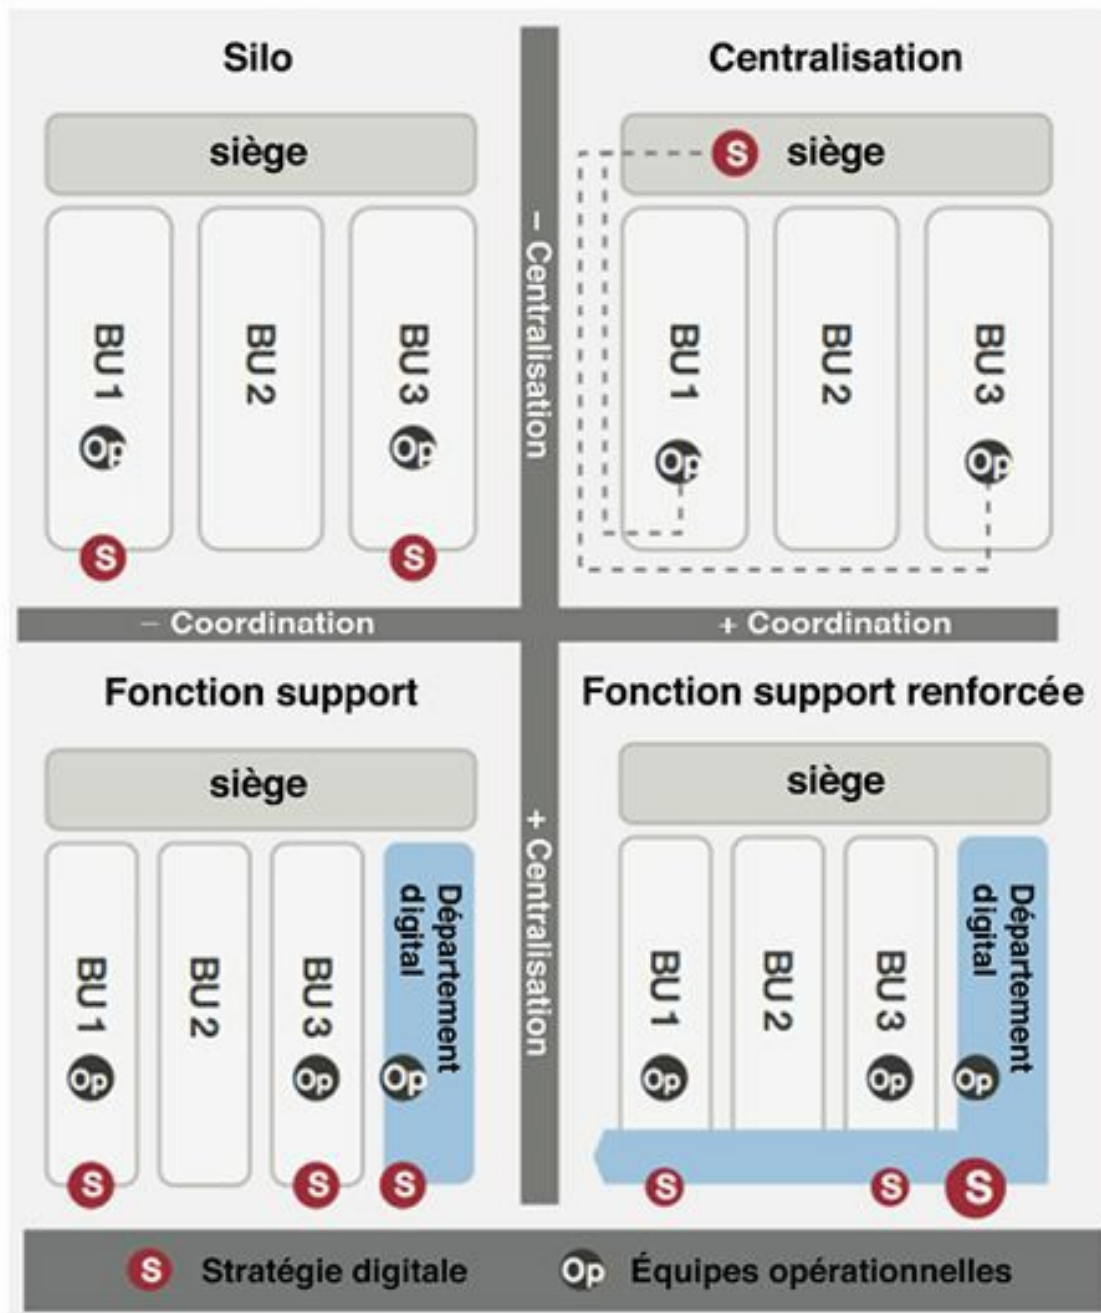 Silo
siège
BU 1
Op
S
BU 2
BU 3
Op
S
Centralisation
S siège
BU 1
Op
BU 2
BU 3
Op
– Centralisation
– Coordination
+ Coordination
+ Centralisation
Fonction support
siège
BU 1
Op
S
BU 2
BU 3
Op
S
Département
digital
Op
S
Fonction support renforcée
siège
BU 1
Op
S
BU 2
BU 3
Op
S
Département
digital
Op
S
S Stratégie digitale
Op Équipes opérationnelles